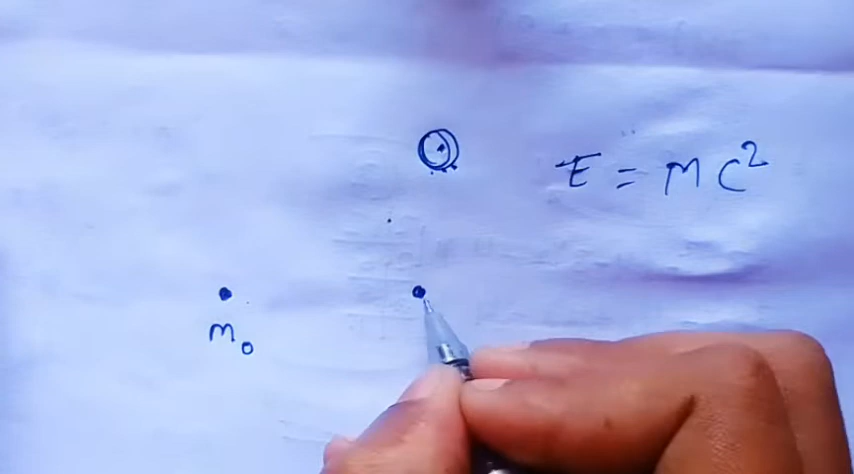 E = mc²
m₀